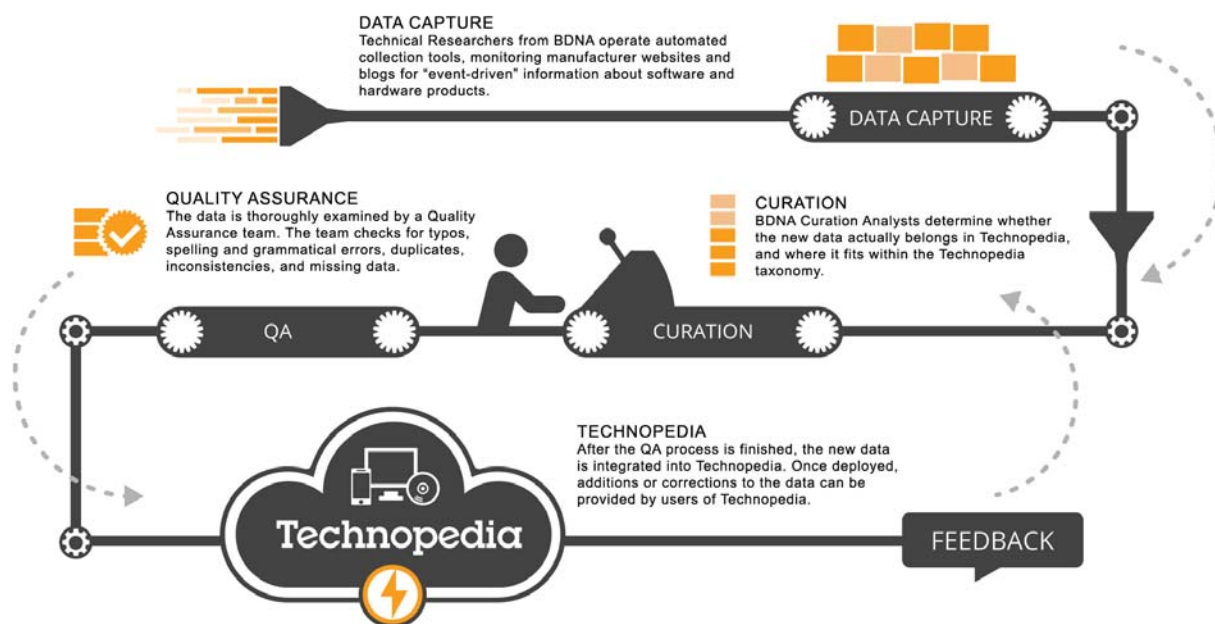 DATA CAPTURE
Technical Researchers from BDNA operate automated
collection tools, monitoring manufacturer websites and
blogs for "event-driven" information about software and
hardware products.
DATA CAPTURE
QUALITY ASSURANCE
The data is thoroughly examined by a Quality
Assurance team. The team checks for typos,
spelling and grammatical errors, duplicates,
inconsistencies, and missing data.
CURATION
BDNA Curation Analysts determine whether
the new data actually belongs in Technopedia,
and where it fits within the Technopedia
taxonomy.
QA
CURATION
TECHNOPEDIA
After the QA process is finished, the new data
is integrated into Technopedia. Once deployed,
additions or corrections to the data can be
provided by users of Technopedia.
Technopedia
FEEDBACK